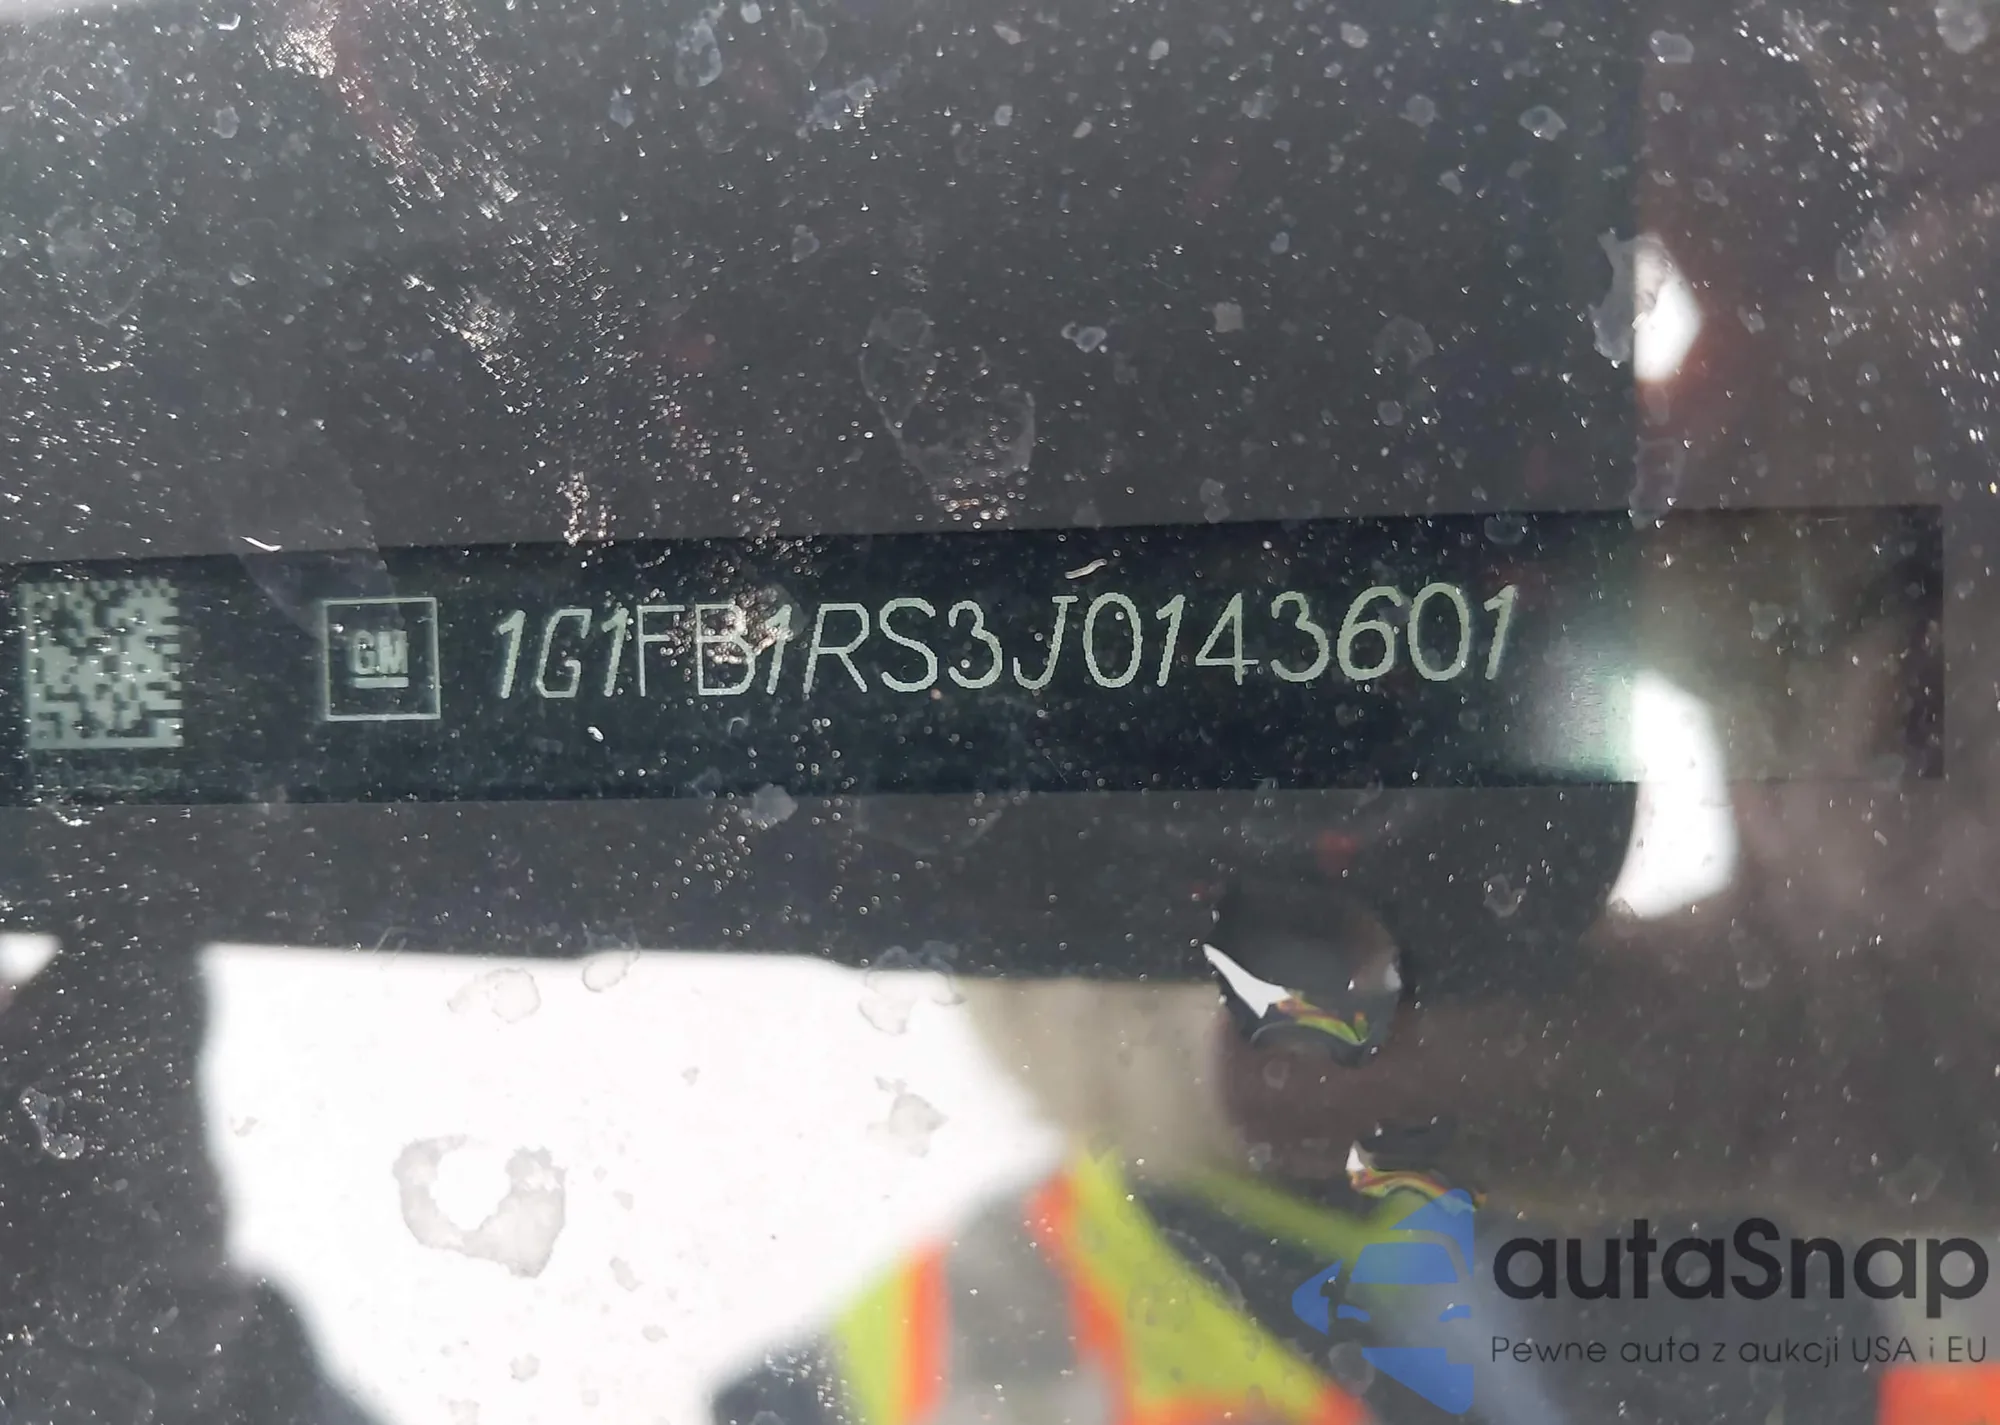 GM 1G1FB1RS3J0143601
autaSnap
Pewne auta z aukcji USA i EU